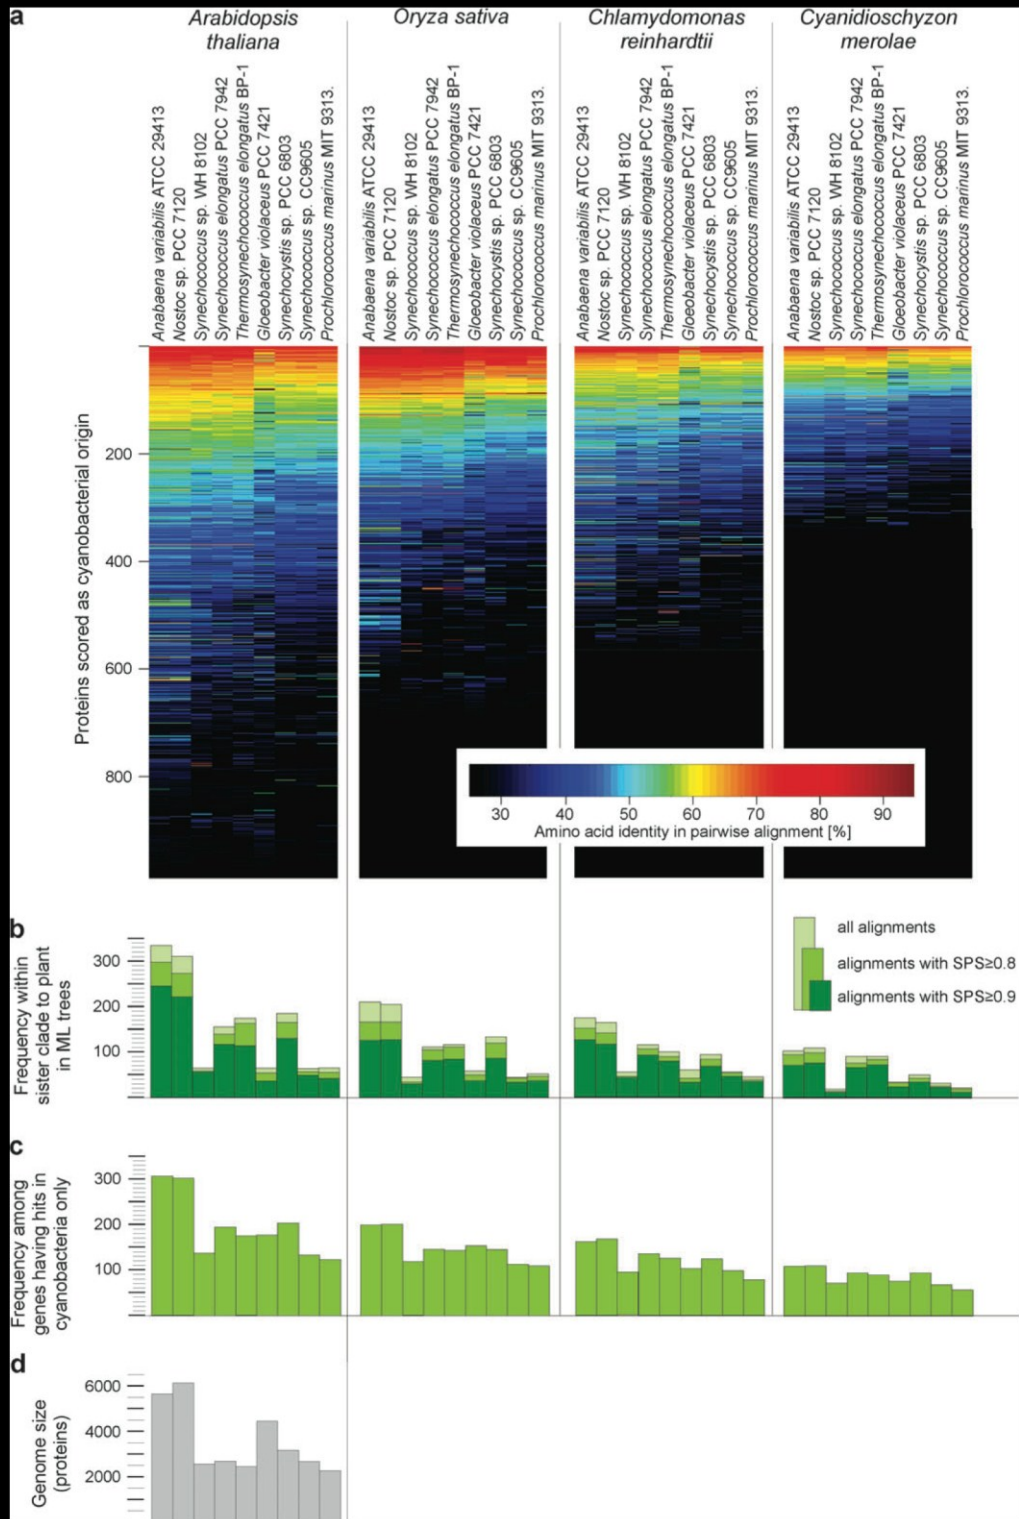 a
Arabidopsis
thaliana
Oryza sativa
Chlamydomonas
reinhardtii
Cyanidioschyzon
merolae
Anabaena variabilis ATCC 29413
Nostoc sp. PCC 7120
Synechococcus sp. WH 8102
Synechococcus elongatus PCC 7942
Thermosynechococcus elongatus BP-1
Gloeobacter violaceus PCC 7421
Synechocystis sp. PCC 6803
Synechococcus sp. CC9605
Prochlorococcus marinus MIT 9313.
Anabaena variabilis ATCC 29413
Nostoc sp. PCC 7120
Synechococcus sp. WH 8102
Synechococcus elongatus PCC 7942
Thermosynechococcus elongatus BP-1
Gloeobacter violaceus PCC 7421
Synechocystis sp. PCC 6803
Synechococcus sp. CC9605
Prochlorococcus marinus MIT 9313.
Anabaena variabilis ATCC 29413
Nostoc sp. PCC 7120
Synechococcus sp. WH 8102
Synechococcus elongatus PCC 7942
Thermosynechococcus elongatus BP-1
Gloeobacter violaceus PCC 7421
Synechocystis sp. PCC 6803
Synechococcus sp. CC9605
Prochlorococcus marinus MIT 9313.
Anabaena variabilis ATCC 29413
Nostoc sp. PCC 7120
Synechococcus sp. WH 8102
Synechococcus elongatus PCC 7942
Thermosynechococcus elongatus BP-1
Gloeobacter violaceus PCC 7421
Synechocystis sp. PCC 6803
Synechococcus sp. CC9605
Prochlorococcus marinus MIT 9313.
Proteins scored as cyanobacterial origin
200
400
600
800
30 40 50 60 70 80 90
Amino acid identity in pairwise alignment [%]
b
Frequency within
sister clade to plant
in ML trees
300
200
100
all alignments
alignments with SPS≥0.8
alignments with SPS≥0.9
c
Frequency among
genes having hits in
cyanobacteria only
300
200
100
d
Genome size
(proteins)
6000
4000
2000